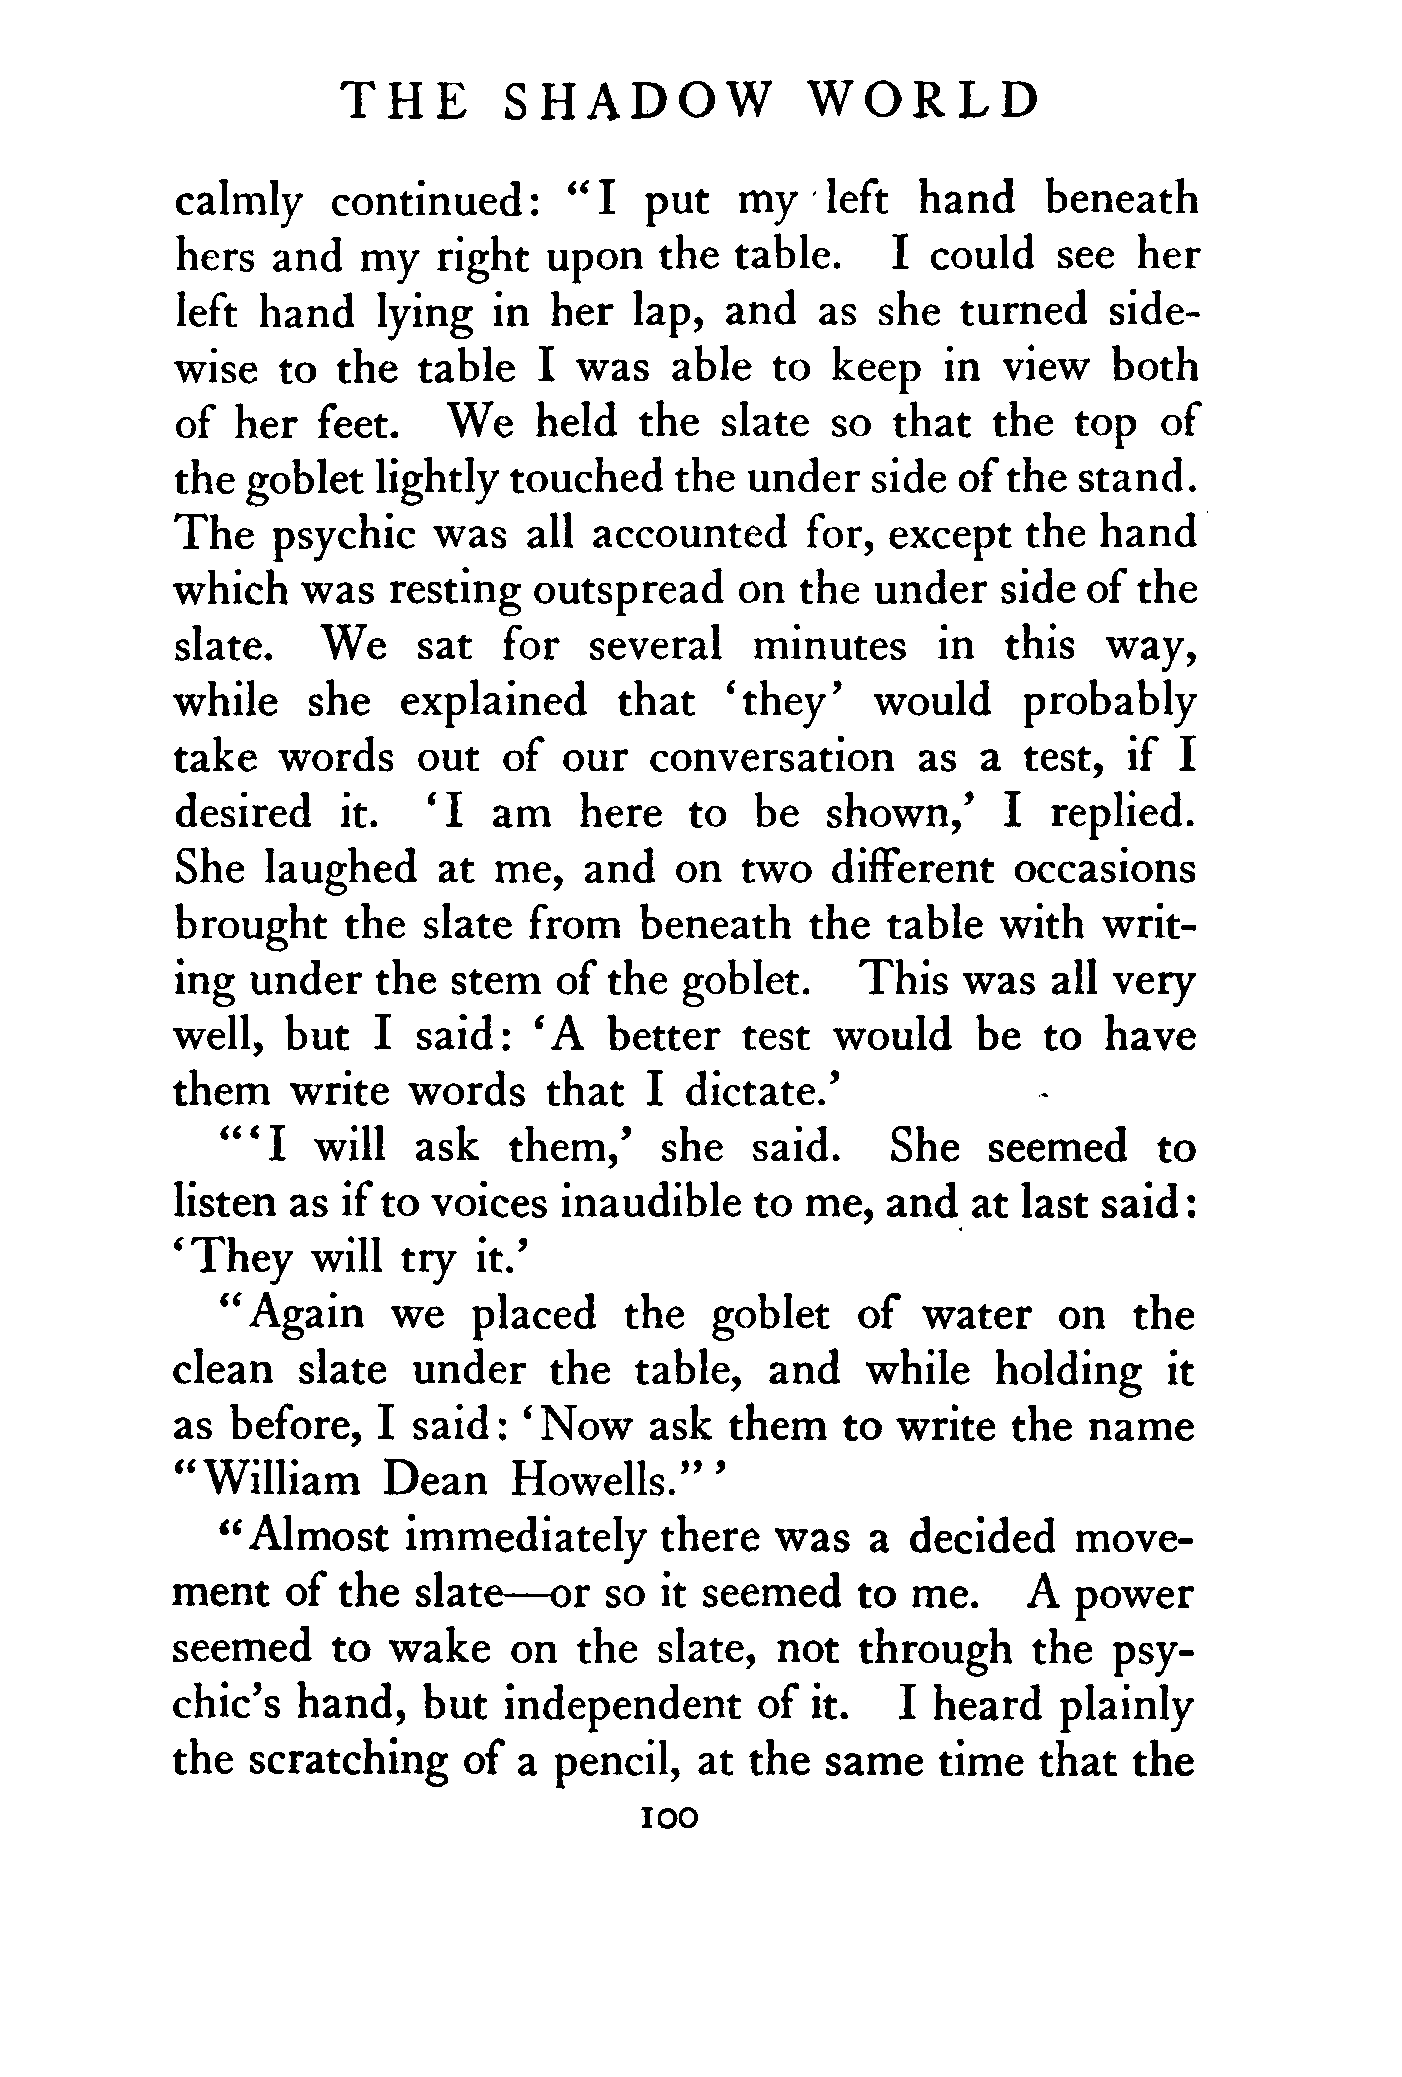 THE SHADOW WORLD
calmly continued: "I put my left hand beneath
hers and my right upon the table. I could see her
left hand lying in her lap, and as she turned side-
wise to the table I was able to keep in view both
of her feet. We held the slate so that the top of
the goblet lightly touched the under side of the stand.
The psychic was all accounted for, except the hand
which was resting outspread on the under side of the
slate. We sat for several minutes in this way,
while she explained that 'they' would probably
take words out of our conversation as a test, if I
desired it. 'I am here to be shown,' I replied.
She laughed at me, and on two different occasions
brought the slate from beneath the table with writ-
ing under the stem of the goblet. This was all very
well, but I said: 'A better test would be to have
them write words that I dictate.'
"'I will ask them,' she said. She seemed to
listen as if to voices inaudible to me, and at last said:
'They will try it.'
"Again we placed the goblet of water on the
clean slate under the table, and while holding it
as before, I said: 'Now ask them to write the name
"William Dean Howells."'
"Almost immediately there was a decided move-
ment of the slate—or so it seemed to me. A power
seemed to wake on the slate, not through the psy-
chic's hand, but independent of it. I heard plainly
the scratching of a pencil, at the same time that the
100